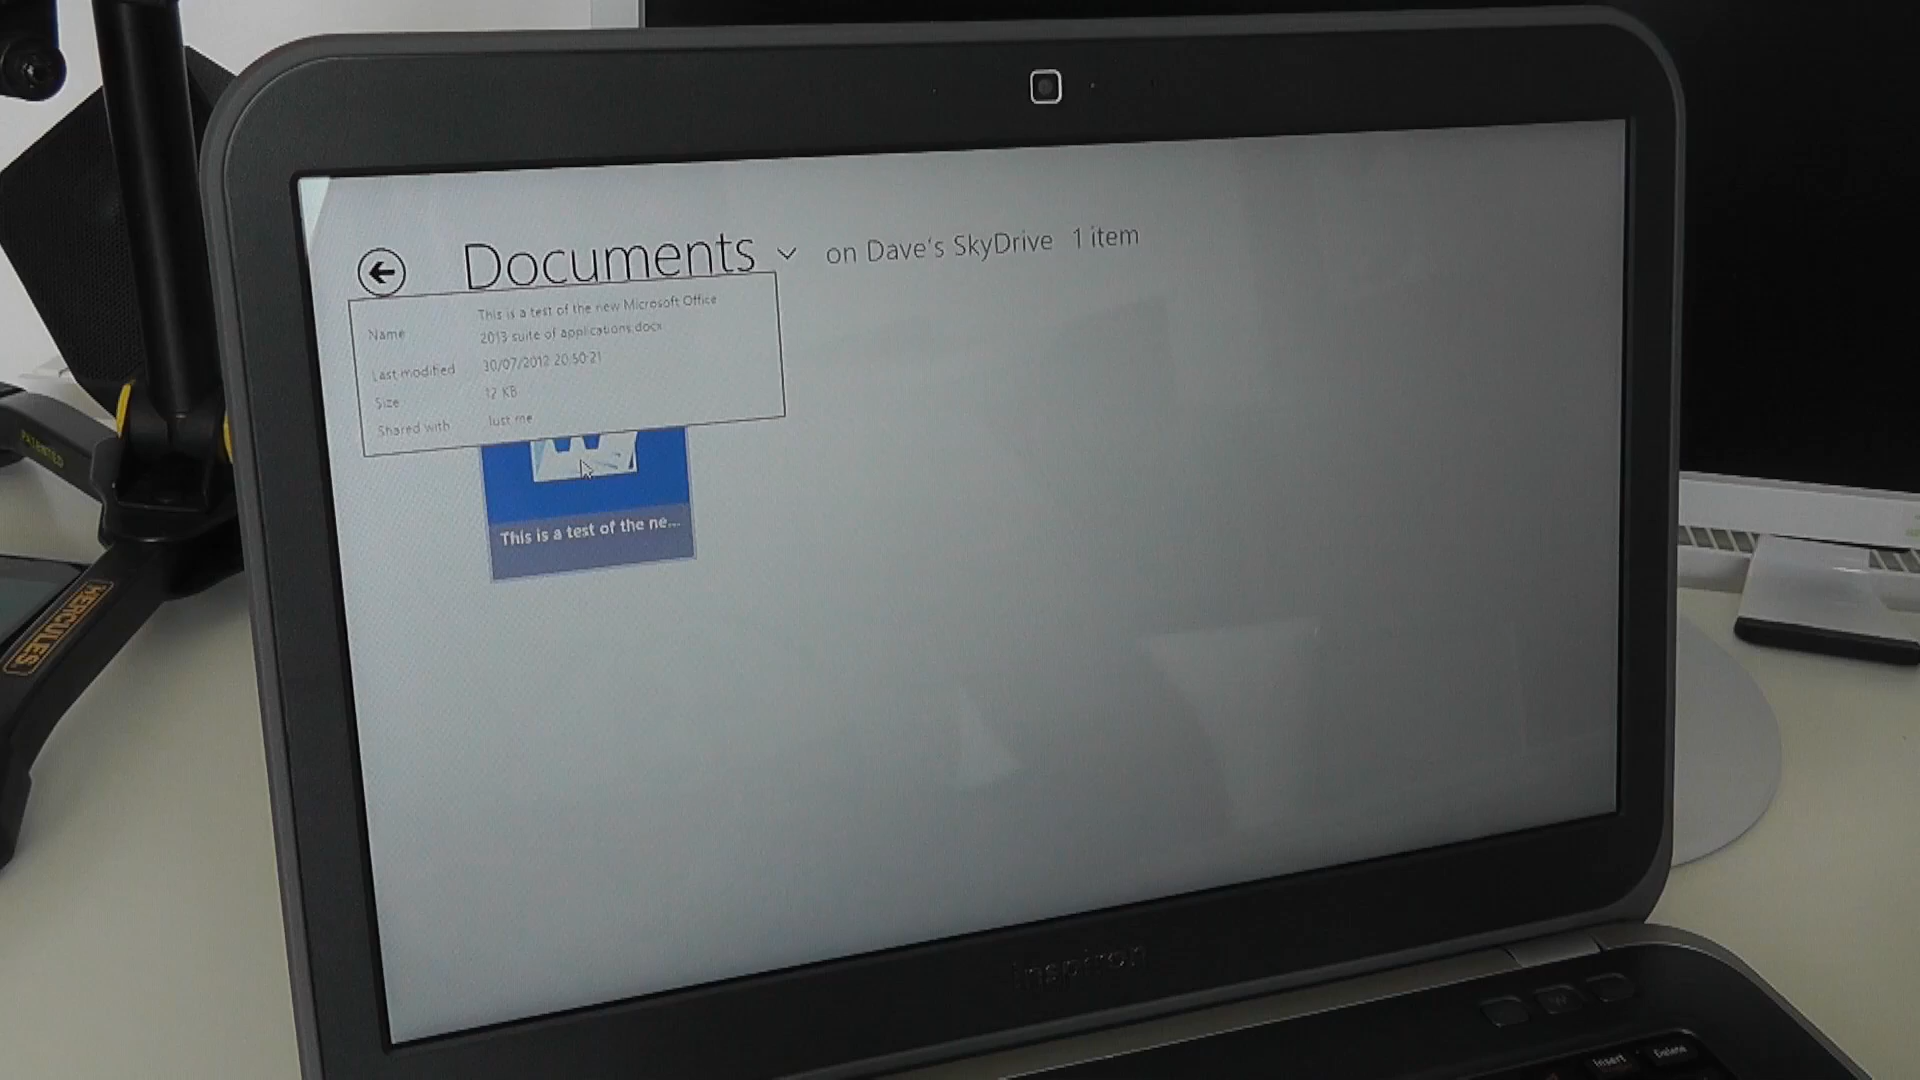 Documents on Dave's SkyDrive 1 item
This is a test of the new Microsoft Office
Name 2013 suite of applications.docx
Last modified 30/07/2012 20:50:21
Size 12 KB
Shared with Just me
W
This is a test of the ne...
PATENTED
HERCULES
inspiron
Insert Delete